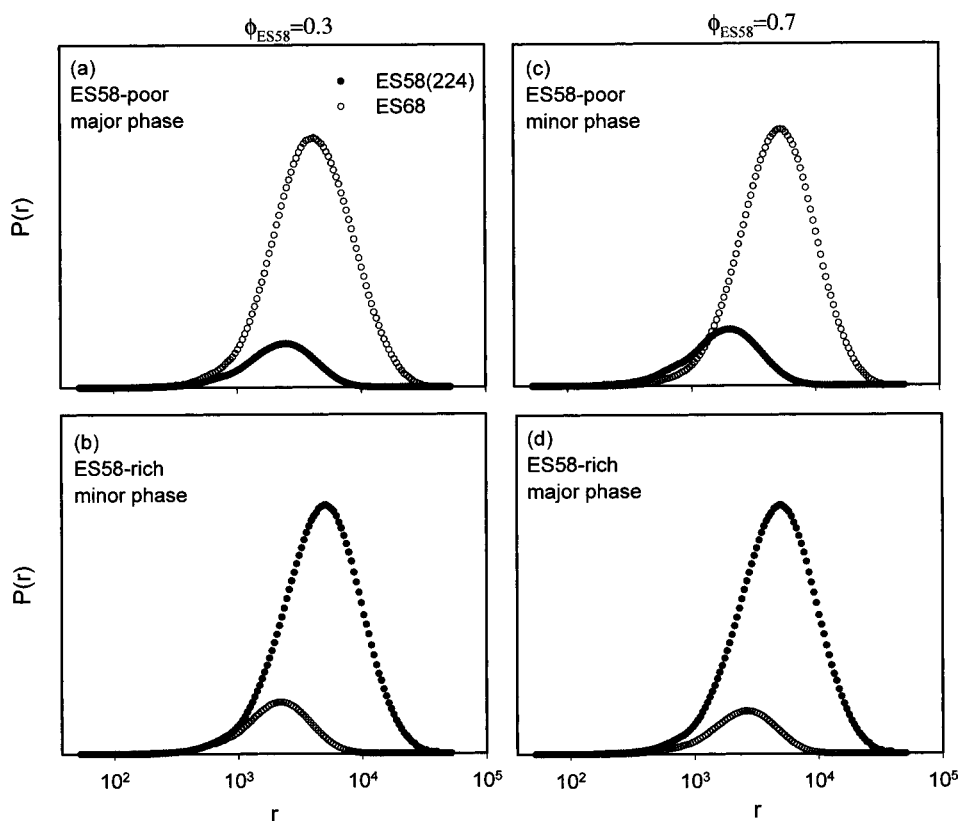 ϕES58=0.3
ϕES58=0.7
(a)
ES58-poor
major phase
ES58(224)
ES68
(c)
ES58-poor
minor phase
P(r)
(b)
ES58-rich
minor phase
(d)
ES58-rich
major phase
P(r)
10² 10³ 10⁴ 10⁵
10² 10³ 10⁴ 10⁵
r
r